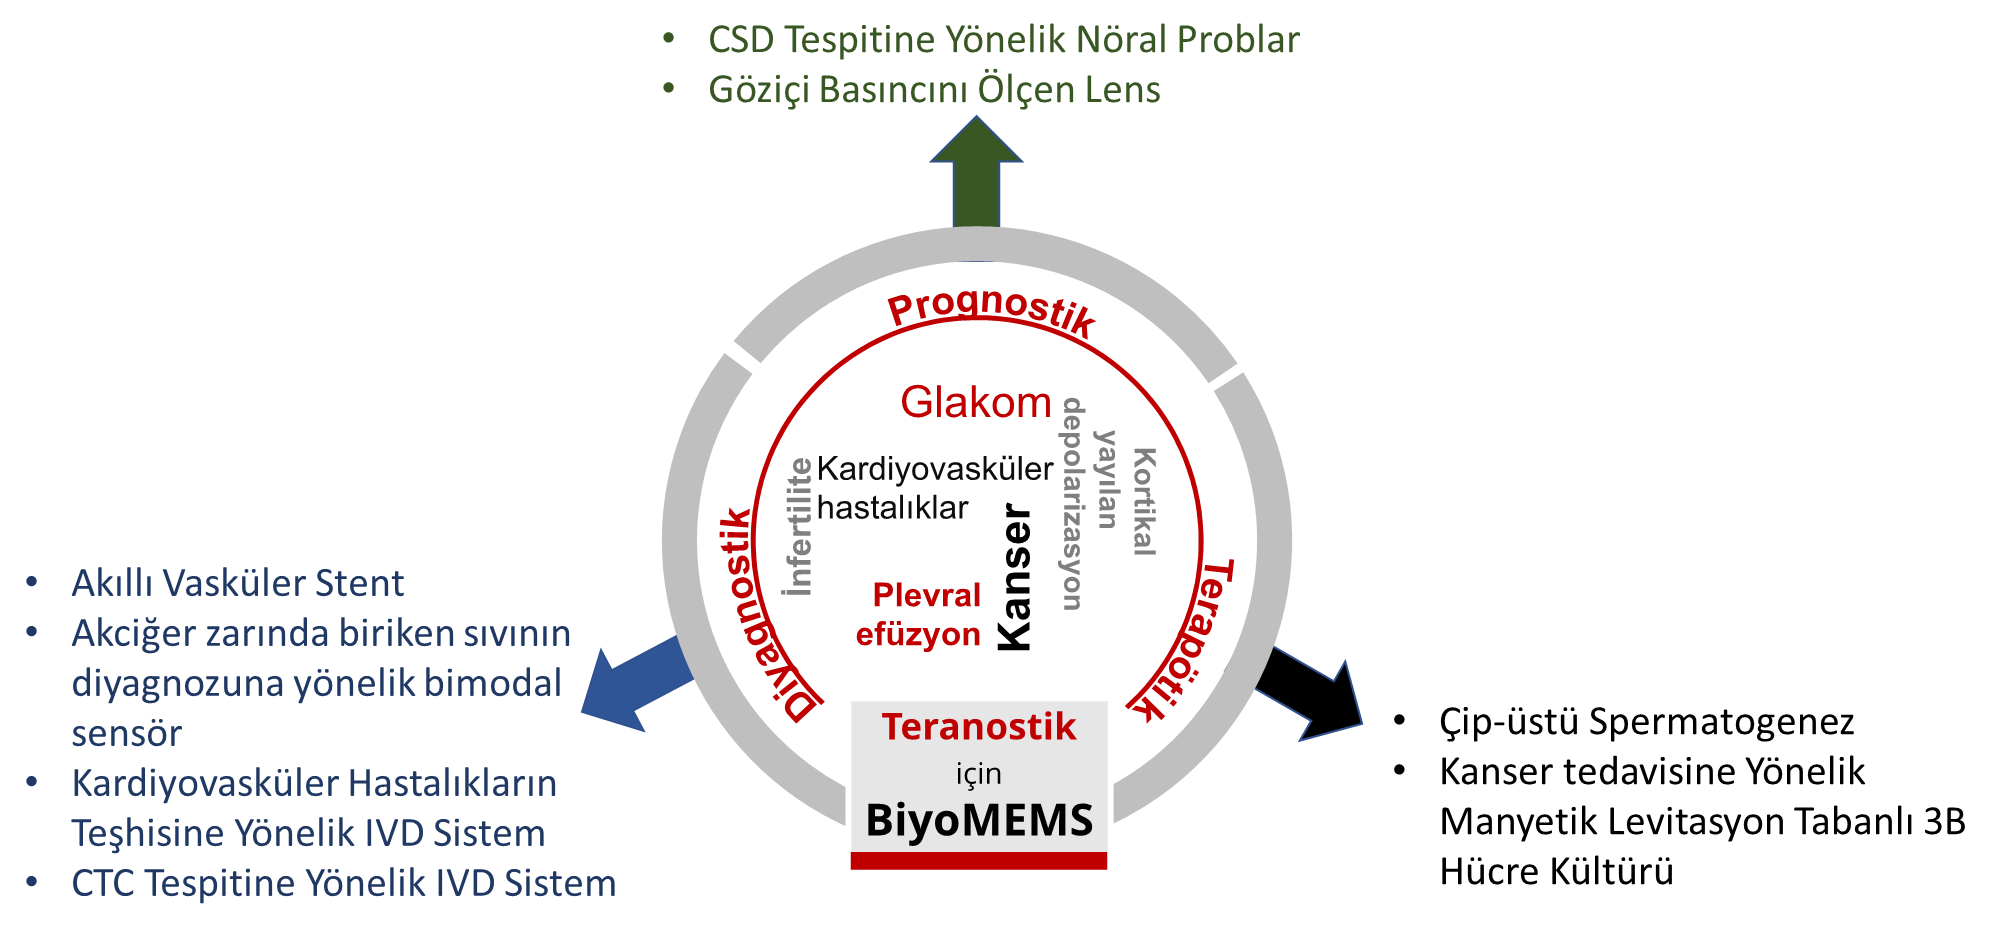 • CSD Tespitine Yönelik Nöral Problar
• Göziçi Basıncını Ölçen Lens
Prognostik
Diyagnostik
Terapötik
Glakom
Kardiyovasküler
hastalıklar
İnfertilite
Kanser
Kortikal
yayılan
depolarizasyon
Plevral
efüzyon
Teranostik
için
BiyoMEMS
• Akıllı Vasküler Stent
• Akciğer zarında biriken sıvının
diyagnozuna yönelik bimodal
sensör
• Kardiyovasküler Hastalıkların
Teşhisine Yönelik IVD Sistem
• CTC Tespitine Yönelik IVD Sistem
• Çip-üstü Spermatogenez
• Kanser tedavisine Yönelik
Manyetik Levitasyon Tabanlı 3B
Hücre Kültürü